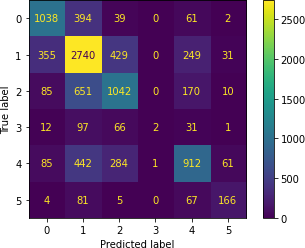 0 1038 394 39 0 61 2
1 355 2740 429 0 249 31
2 85 651 1042 0 170 10
3 12 97 66 2 31 1
4 85 442 284 1 912 61
5 4 81 5 0 67 166
0 1 2 3 4 5
Predicted label
True label
2500
2000
1500
1000
500
0